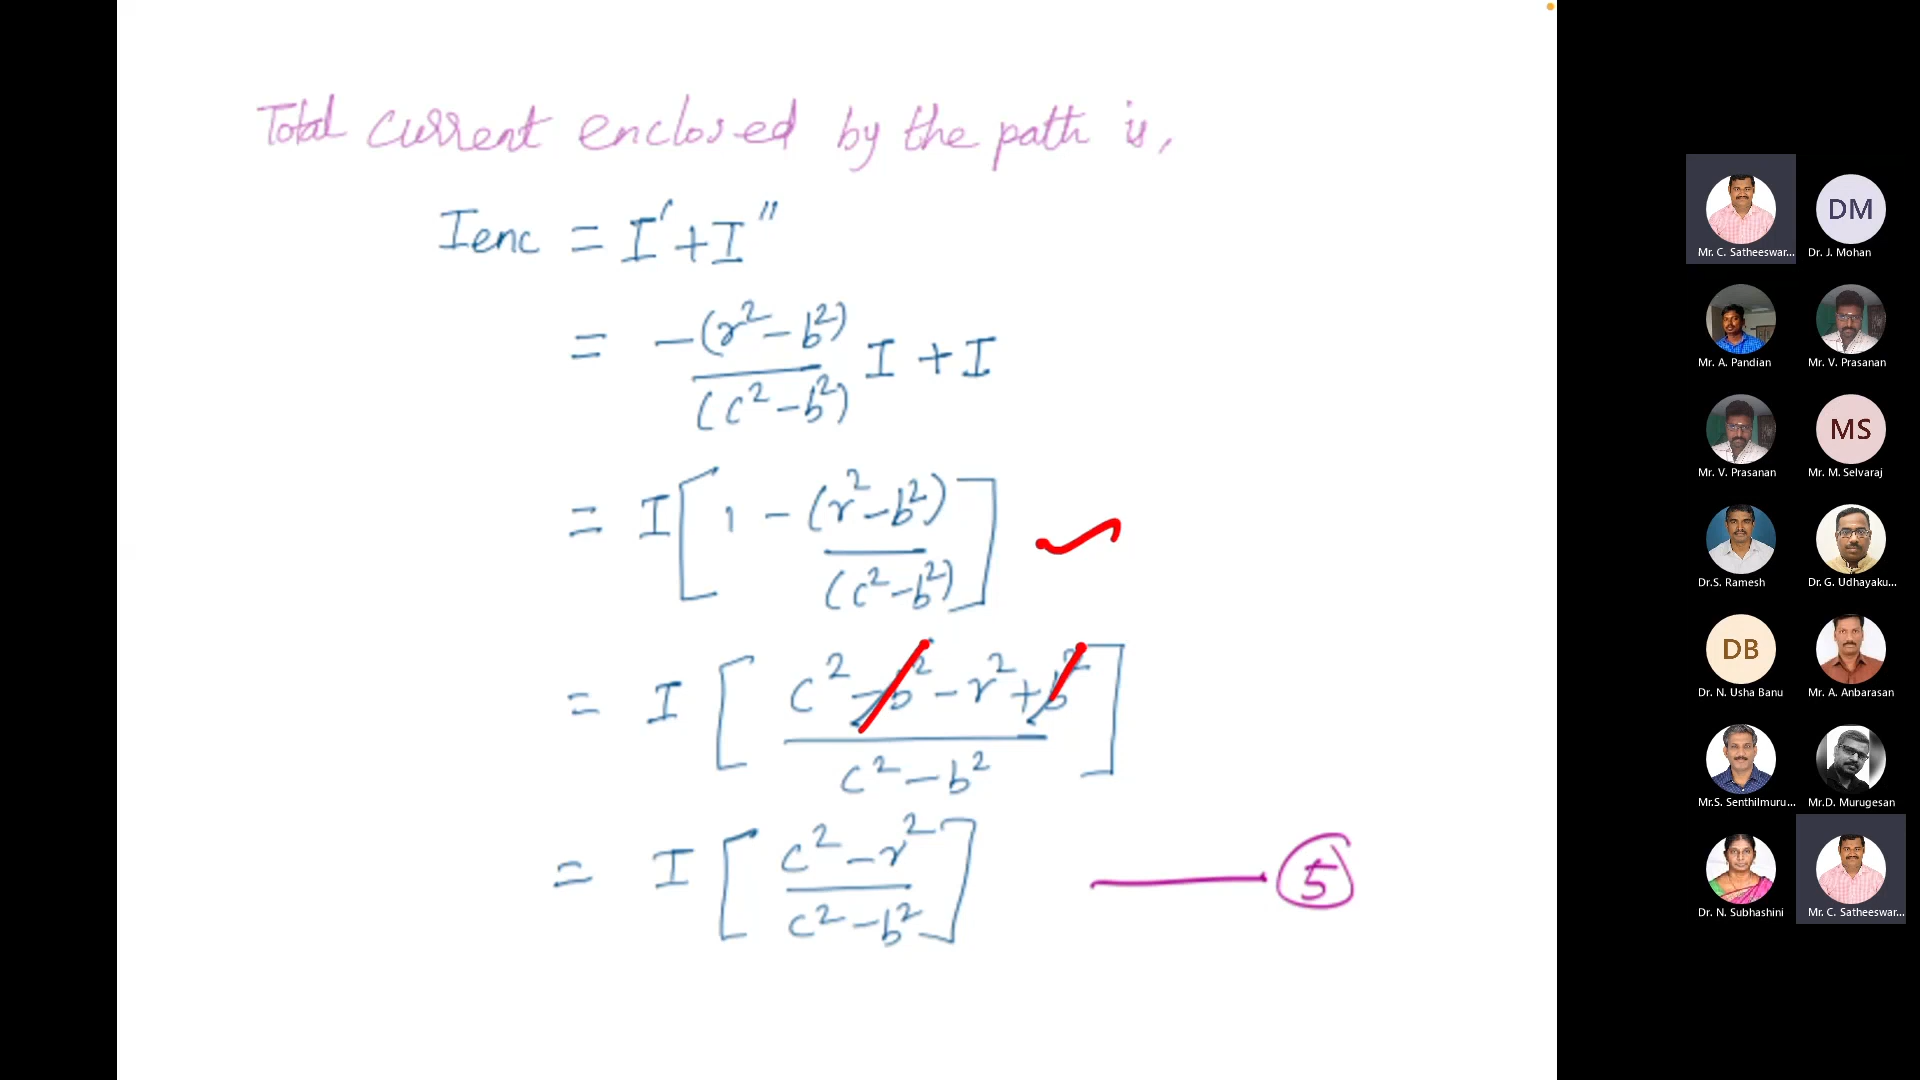 Total current enclosed by the path is,
Ienc = I' + I''
= -(r² - b²) / (c² - b²) I + I
= I [ 1 - (r² - b²) / (c² - b²) ]
= I [ c² - b² - r² + b² / c² - b² ]
= I [ c² - r² / c² - b² ] —— 5
Mr. C. Satheeswar...
DM
Dr. J. Mohan
Mr. A. Pandian
Mr. V. Prasanan
Mr. V. Prasanan
MS
Mr. M. Selvaraj
Dr.S. Ramesh
Dr. G. Udhayaku...
DB
Dr. N. Usha Banu
Mr. A. Anbarasan
Mr.S. Senthilmuru...
Mr.D. Murugesan
Dr. N. Subhashini
Mr. C. Satheeswar...